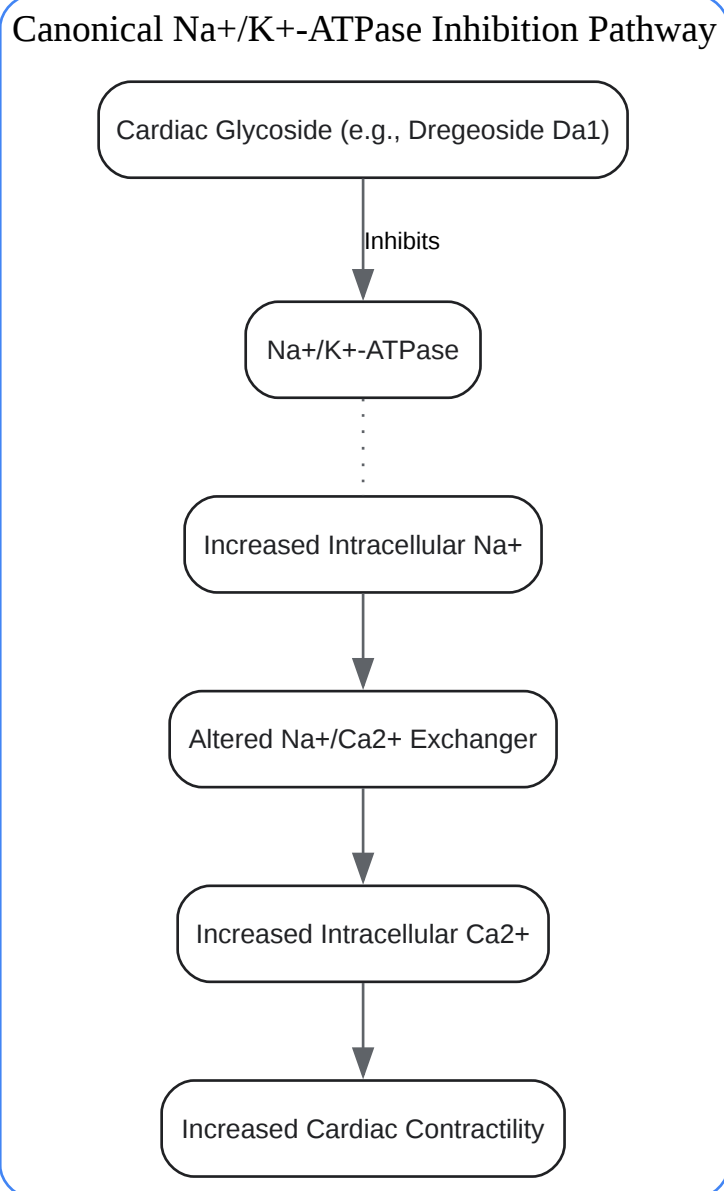 Canonical Na+/K+-ATPase Inhibition Pathway
Cardiac Glycoside (e.g., Dregeoside Da1)
Inhibits
Na+/K+-ATPase
Increased Intracellular Na+
Altered Na+/Ca2+ Exchanger
Increased Intracellular Ca2+
Increased Cardiac Contractility